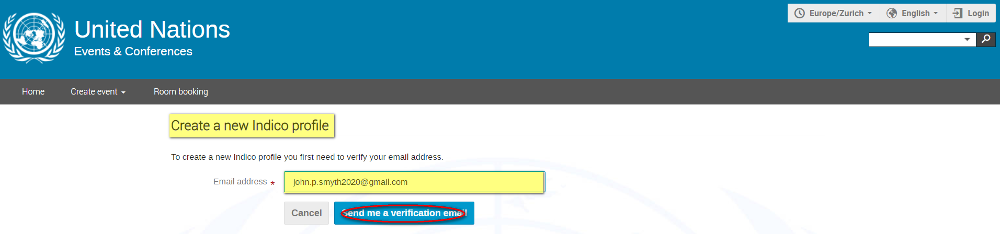 United Nations
Events & Conferences
Europe/Zurich
English
Login
Home
Create event
Room booking
Create a new Indico profile
To create a new Indico profile you first need to verify your email address.
Email address *
john.p.smyth2020@gmail.com
Cancel
Send me a verification email